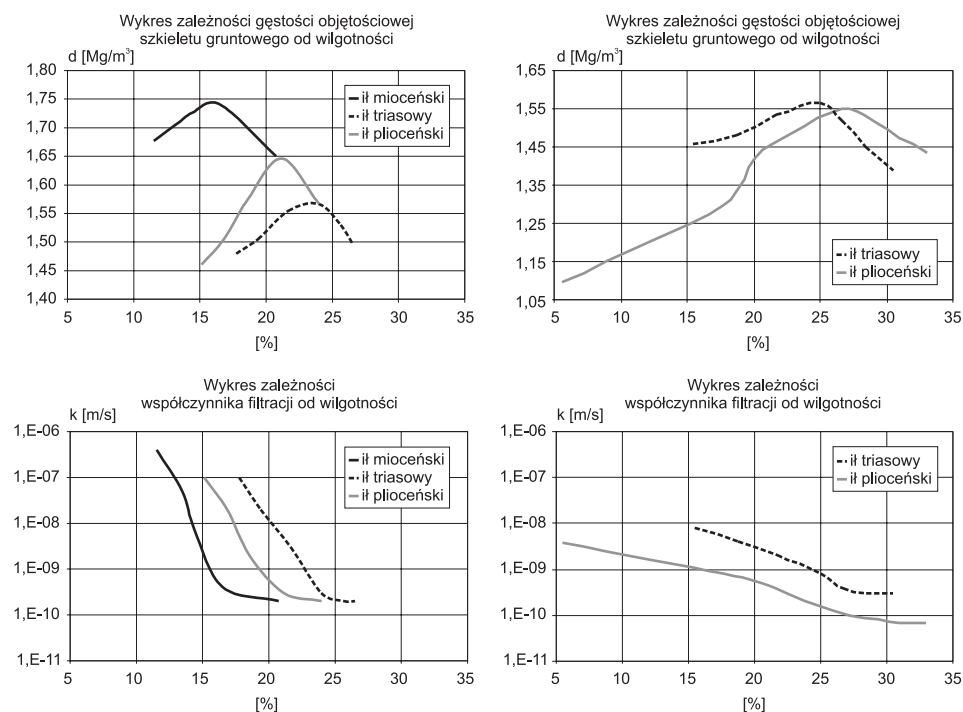 Wykres zależności gęstości objętościowej
szkieletu gruntowego od wilgotności
d [Mg/m³]
1,80
1,75
1,70
1,65
1,60
1,55
1,50
1,45
1,40
5 10 15 20 25 30 35
[%]
ił mioceński
ił triasowy
ił plioceński
Wykres zależności gęstości objętościowej
szkieletu gruntowego od wilgotności
d [Mg/m³]
1,65
1,55
1,45
1,35
1,25
1,15
1,05
5 10 15 20 25 30 35
[%]
ił triasowy
ił plioceński
Wykres zależności
współczynnika filtracji od wilgotności
k [m/s]
1,E-06
1,E-07
1,E-08
1,E-09
1,E-10
1,E-11
5 10 15 20 25 30 35
[%]
ił mioceński
ił triasowy
ił plioceński
Wykres zależności
współczynnika filtracji od wilgotności
k [m/s]
1,E-06
1,E-07
1,E-08
1,E-09
1,E-10
1,E-11
5 10 15 20 25 30 35
[%]
ił triasowy
ił plioceński